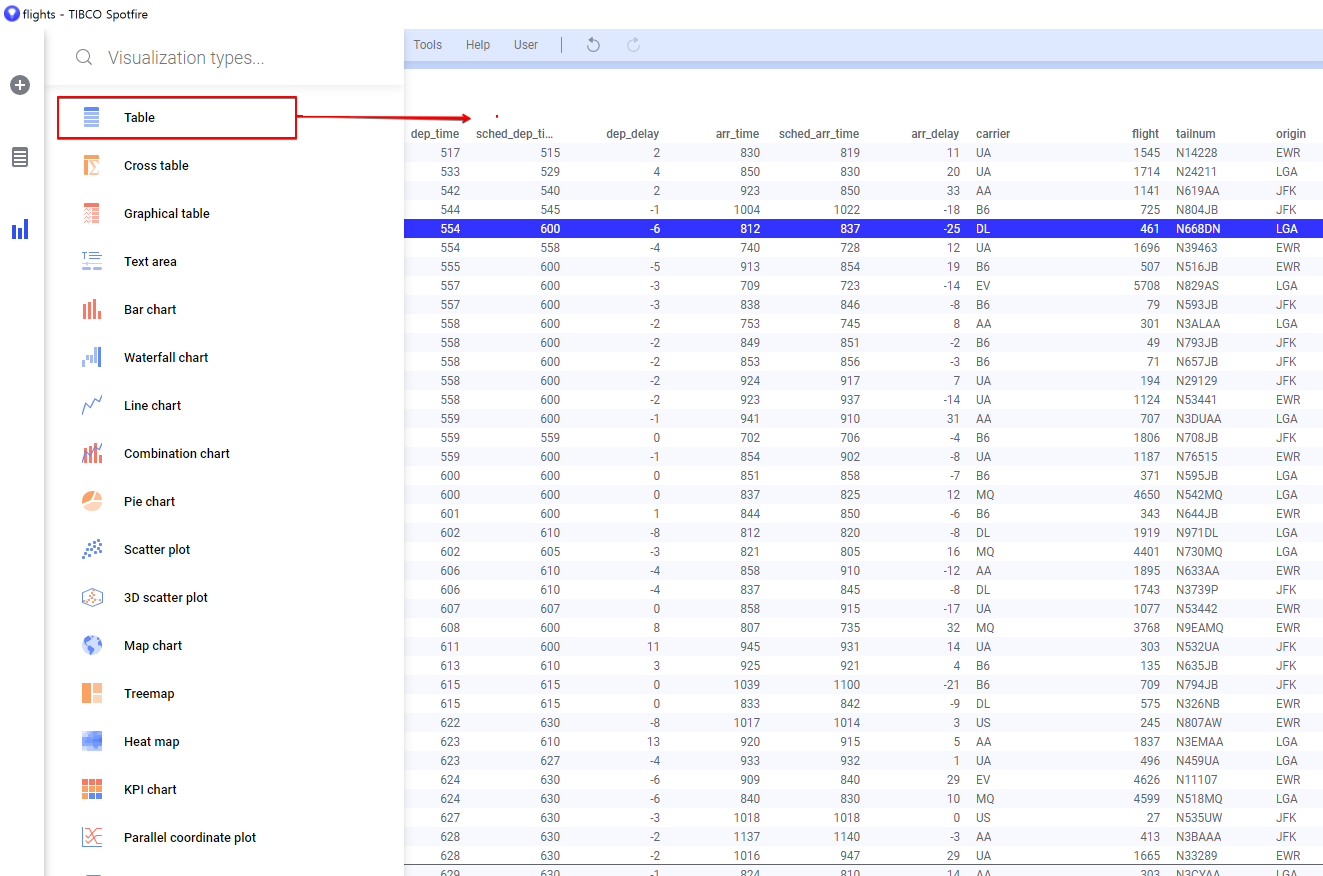 flights - TIBCO Spotfire
Visualization types...
Table
Cross table
Graphical table
Text area
Bar chart
Waterfall chart
Line chart
Combination chart
Pie chart
Scatter plot
3D scatter plot
Map chart
Treemap
Heat map
KPI chart
Parallel coordinate plot
Tools Help User
dep_time sched_dep_ti... dep_delay arr_time sched_arr_time arr_delay carrier flight tailnum origin
517 515 2 830 819 11 UA 1545 N14228 EWR
533 529 4 850 830 20 UA 1714 N24211 LGA
542 540 2 923 850 33 AA 1141 N619AA JFK
544 545 -1 1004 1022 -18 B6 725 N804JB JFK
554 600 -6 812 837 -25 DL 461 N668DN LGA
554 558 -4 740 728 12 UA 1696 N39463 EWR
555 600 -5 913 854 19 B6 507 N516JB EWR
557 600 -3 709 723 -14 EV 5708 N829AS LGA
557 600 -3 838 846 -8 B6 79 N593JB JFK
558 600 -2 753 745 8 AA 301 N3ALAA LGA
558 600 -2 849 851 -2 B6 49 N793JB JFK
558 600 -2 853 856 -3 B6 71 N657JB JFK
558 600 -2 924 917 7 UA 194 N29129 JFK
558 600 -2 923 937 -14 UA 1124 N53441 EWR
559 600 -1 941 910 31 AA 707 N3DUAA LGA
559 559 0 702 706 -4 B6 1806 N708JB JFK
559 600 -1 854 902 -8 UA 1187 N76515 EWR
600 600 0 851 858 -7 B6 371 N595JB LGA
600 600 0 837 825 12 MQ 4650 N542MQ LGA
601 600 1 844 850 -6 B6 343 N644JB EWR
602 610 -8 812 820 -8 DL 1919 N971DL LGA
602 605 -3 821 805 16 MQ 4401 N730MQ LGA
606 610 -4 858 910 -12 AA 1895 N633AA EWR
606 610 -4 837 845 -8 DL 1743 N3739P JFK
607 607 0 858 915 -17 UA 1077 N53442 EWR
608 600 8 807 735 32 MQ 3768 N9EAMQ EWR
611 600 11 945 931 14 UA 303 N532UA JFK
613 610 3 925 921 4 B6 135 N635JB JFK
615 615 0 1039 1100 -21 B6 709 N794JB JFK
615 615 0 833 842 -9 DL 575 N326NB EWR
622 630 -8 1017 1014 3 US 245 N807AW EWR
623 610 13 920 915 5 AA 1837 N3EMAA LGA
623 627 -4 933 932 1 UA 496 N459UA LGA
624 630 -6 909 840 29 EV 4626 N11107 EWR
624 630 -6 840 830 10 MQ 4599 N518MQ LGA
627 630 -3 1018 1018 0 US 27 N535UW JFK
628 630 -2 1137 1140 -3 AA 413 N3BAAA JFK
628 630 -2 1016 947 29 UA 1665 N33289 EWR
629 630 -1 824 810 14 AA 303 N3CYAA LGA